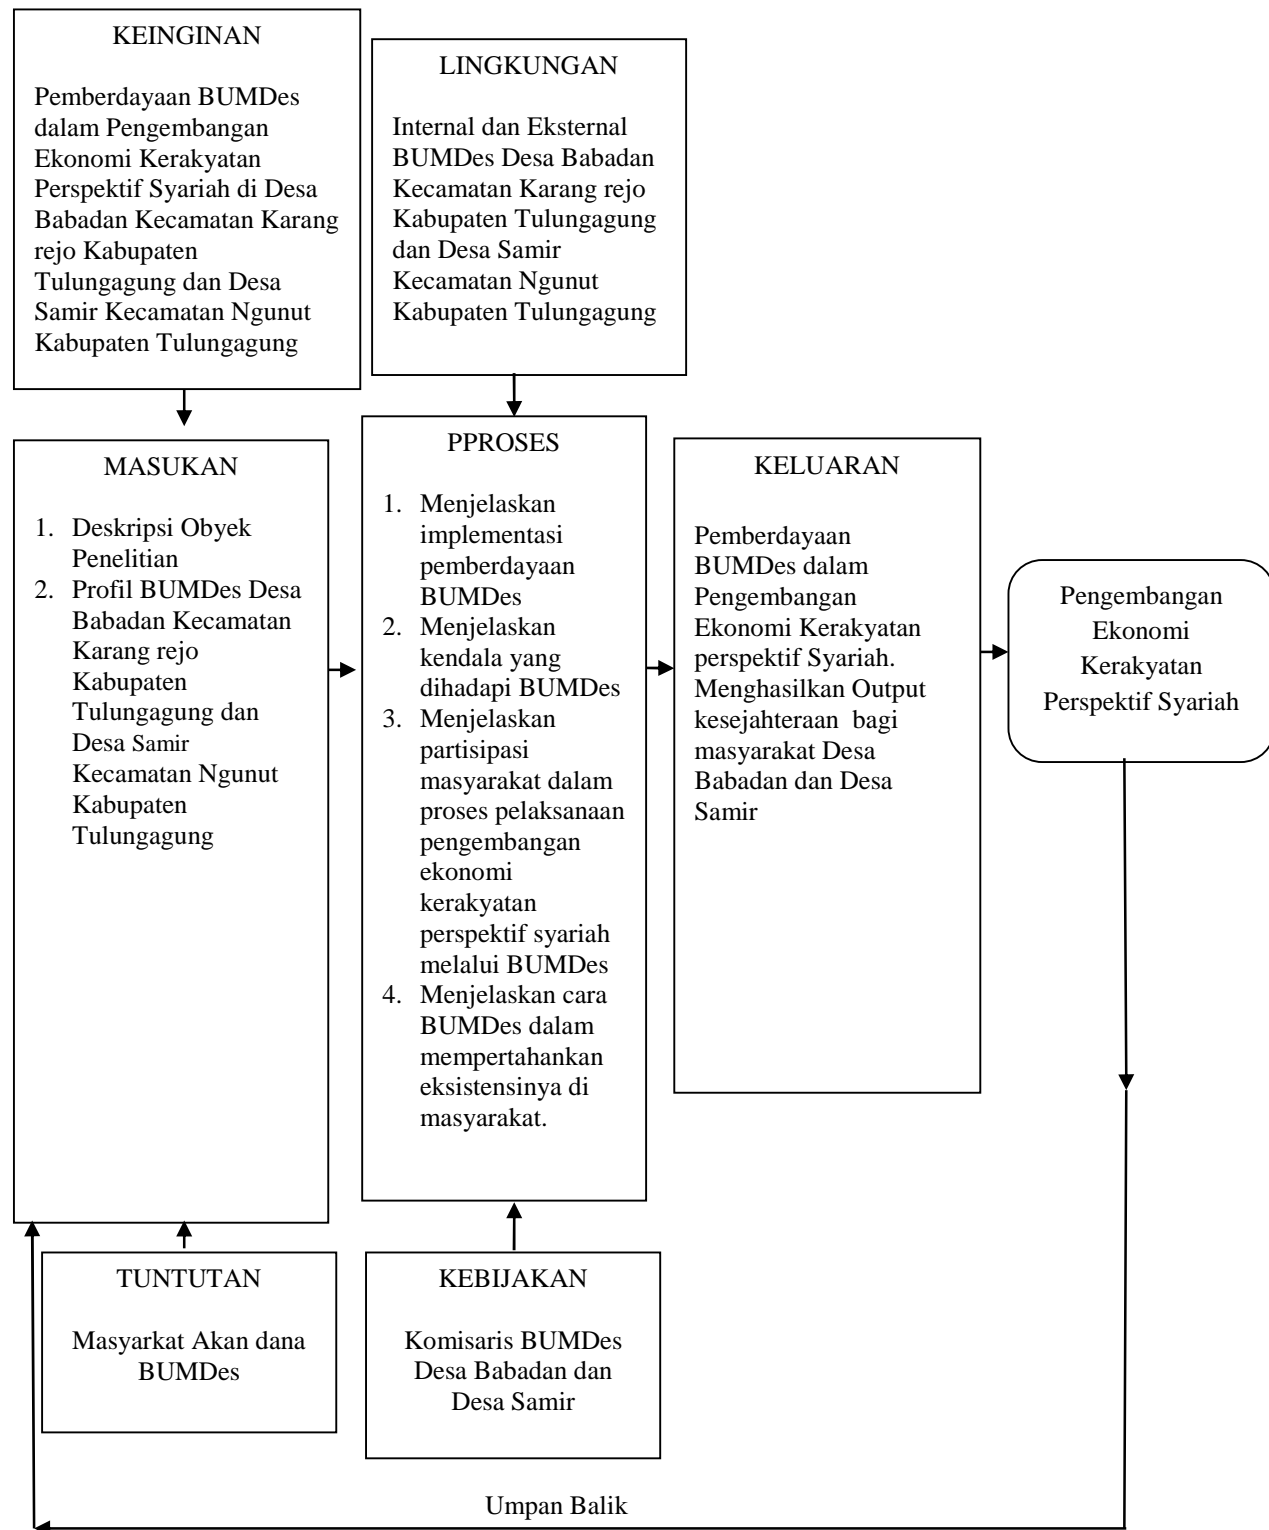 KEINGINAN
Pemberdayaan BUMDes
dalam Pengembangan
Ekonomi Kerakyatan
Perspektif Syariah di Desa
Babadan Kecamatan Karang
rejo Kabupaten
Tulungagung dan Desa
Samir Kecamatan Ngunut
Kabupaten Tulungagung
LINGKUNGAN
Internal dan Eksternal
BUMDes Desa Babadan
Kecamatan Karang rejo
Kabupaten Tulungagung
dan Desa Samir
Kecamatan Ngunut
Kabupaten Tulungagung
MASUKAN
1. Deskripsi Obyek
Penelitian
2. Profil BUMDes Desa
Babadan Kecamatan
Karang rejo
Kabupaten
Tulungagung dan
Desa Samir
Kecamatan Ngunut
Kabupaten
Tulungagung
PPROSES
1. Menjelaskan
implementasi
pemberdayaan
BUMDes
2. Menjelaskan
kendala yang
dihadapi BUMDes
3. Menjelaskan
partisipasi
masyarakat dalam
proses pelaksanaan
pengembangan
ekonomi
kerakyatan
perspektif syariah
melalui BUMDes
4. Menjelaskan cara
BUMDes dalam
mempertahankan
eksistensinya di
masyarakat.
KELUARAN
Pemberdayaan
BUMDes dalam
Pengembangan
Ekonomi Kerakyatan
perspektif Syariah.
Menghasilkan Output
kesejahteraan bagi
masyarakat Desa
Babadan dan Desa
Samir
Pengembangan
Ekonomi
Kerakyatan
Perspektif Syariah
TUNTUTAN
Masyarkat Akan dana
BUMDes
KEBIJAKAN
Komisaris BUMDes
Desa Babadan dan
Desa Samir
Umpan Balik